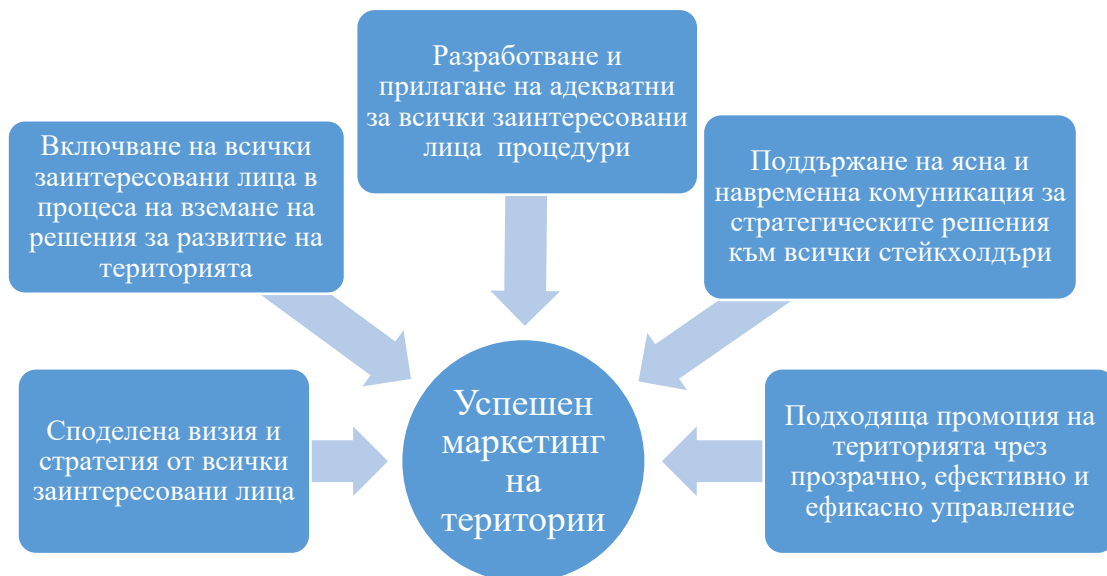 Разработване и
прилагане на адекватни
за всички заинтересовани
лица  процедури
Включване на всички
заинтересовани лица в
процеса на вземане на
решения за развитие на
територията
Поддържане на ясна и
навременна комуникация за
стратегическите решения
към всички стейкхолдъри
Споделена визия и
стратегия от всички
заинтересовани лица
Успешен
маркетинг
на
територии
Подходяща промоция на
територията чрез
прозрачно, ефективно и
ефикасно управление